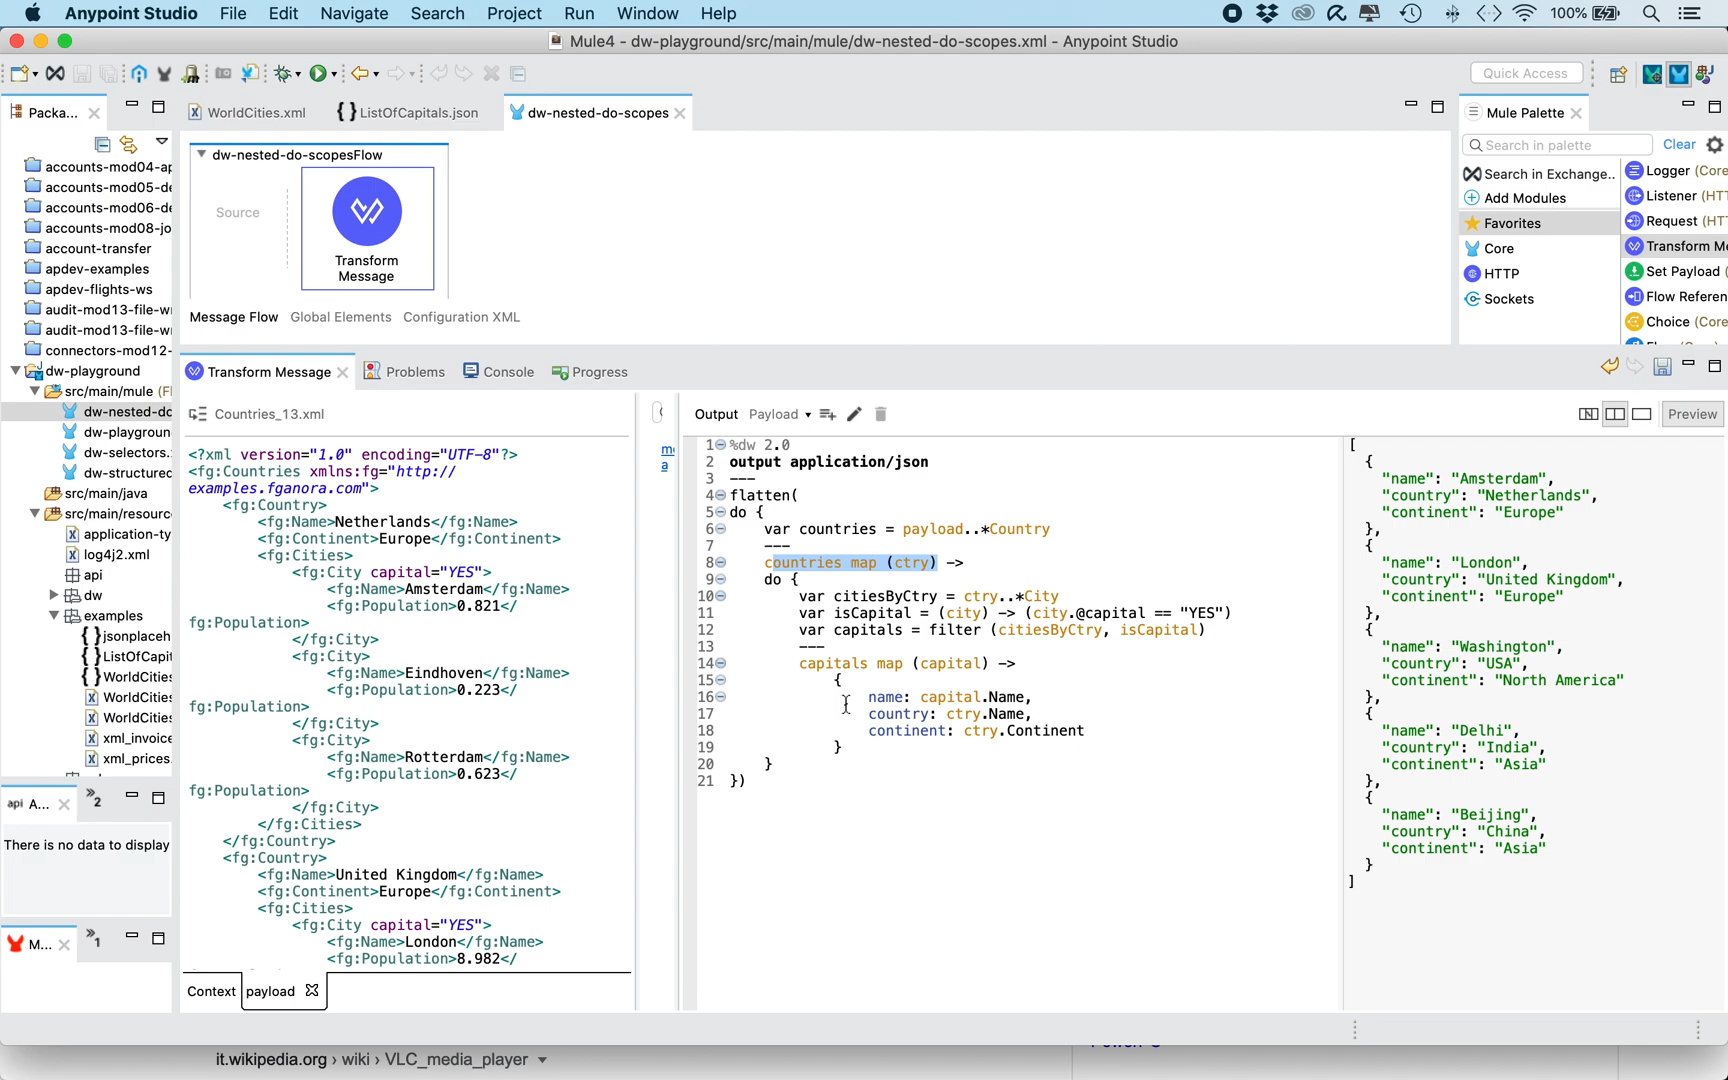 Anypoint Studio File Edit Navigate Search Project Run Window Help 100%
Mule4 - dw-playground/src/main/mule/dw-nested-do-scopes.xml - Anypoint Studio
Quick Access
Packa...
WorldCities.xml ListOfCapitals.json dw-nested-do-scopes
Mule Palette
Search in palette Clear
accounts-mod04-ap
accounts-mod05-de
accounts-mod06-de
accounts-mod08-jo
account-transfer
apdev-examples
apdev-flights-ws
audit-mod13-file-wr
audit-mod13-file-wr
connectors-mod12-
dw-playground
src/main/mule (Fl
dw-nested-do
dw-playgroun
dw-selectors.
dw-structured
src/main/java
src/main/resourc
application-ty
log4j2.xml
api
dw
examples
jsonplaceh
ListOfCapit
WorldCities
WorldCities
WorldCities
xml_invoice
xml_prices.
api A... 2
There is no data to display
M... 1
dw-nested-do-scopesFlow
Source
Transform
Message
Message Flow Global Elements Configuration XML
Search in Exchange..
Add Modules
Favorites
Core
HTTP
Sockets
Logger (Core
Listener (HTT
Request (HTT
Transform Me
Set Payload (
Flow Referen
Choice (Core
Transform Message Problems Console Progress
Countries_13.xml
<?xml version="1.0" encoding="UTF-8"?>
<fg:Countries xmlns:fg="http://
examples.fganora.com">
<fg:Country>
<fg:Name>Netherlands</fg:Name>
<fg:Continent>Europe</fg:Continent>
<fg:Cities>
<fg:City capital="YES">
<fg:Name>Amsterdam</fg:Name>
<fg:Population>0.821</
fg:Population>
</fg:City>
<fg:City>
<fg:Name>Eindhoven</fg:Name>
<fg:Population>0.223</
fg:Population>
</fg:City>
<fg:City>
<fg:Name>Rotterdam</fg:Name>
<fg:Population>0.623</
fg:Population>
</fg:City>
</fg:Cities>
</fg:Country>
<fg:Country>
<fg:Name>United Kingdom</fg:Name>
<fg:Continent>Europe</fg:Continent>
<fg:Cities>
<fg:City capital="YES">
<fg:Name>London</fg:Name>
<fg:Population>8.982</
Context payload
Output Payload Preview
1 %dw 2.0
2 output application/json
3 ---
4 flatten(
5 do {
6 var countries = payload..*Country
7 ---
8 countries map (ctry) ->
9 do {
10 var citiesByCtry = ctry..*City
11 var isCapital = (city) -> (city.@capital == "YES")
12 var capitals = filter (citiesByCtry, isCapital)
13 ---
14 capitals map (capital) ->
15 {
16 name: capital.Name,
17 country: ctry.Name,
18 continent: ctry.Continent
19 }
20 }
21 })
[
{
"name": "Amsterdam",
"country": "Netherlands",
"continent": "Europe"
},
{
"name": "London",
"country": "United Kingdom",
"continent": "Europe"
},
{
"name": "Washington",
"country": "USA",
"continent": "North America"
},
{
"name": "Delhi",
"country": "India",
"continent": "Asia"
},
{
"name": "Beijing",
"country": "China",
"continent": "Asia"
}
]
it.wikipedia.org › wiki › VLC_media_player